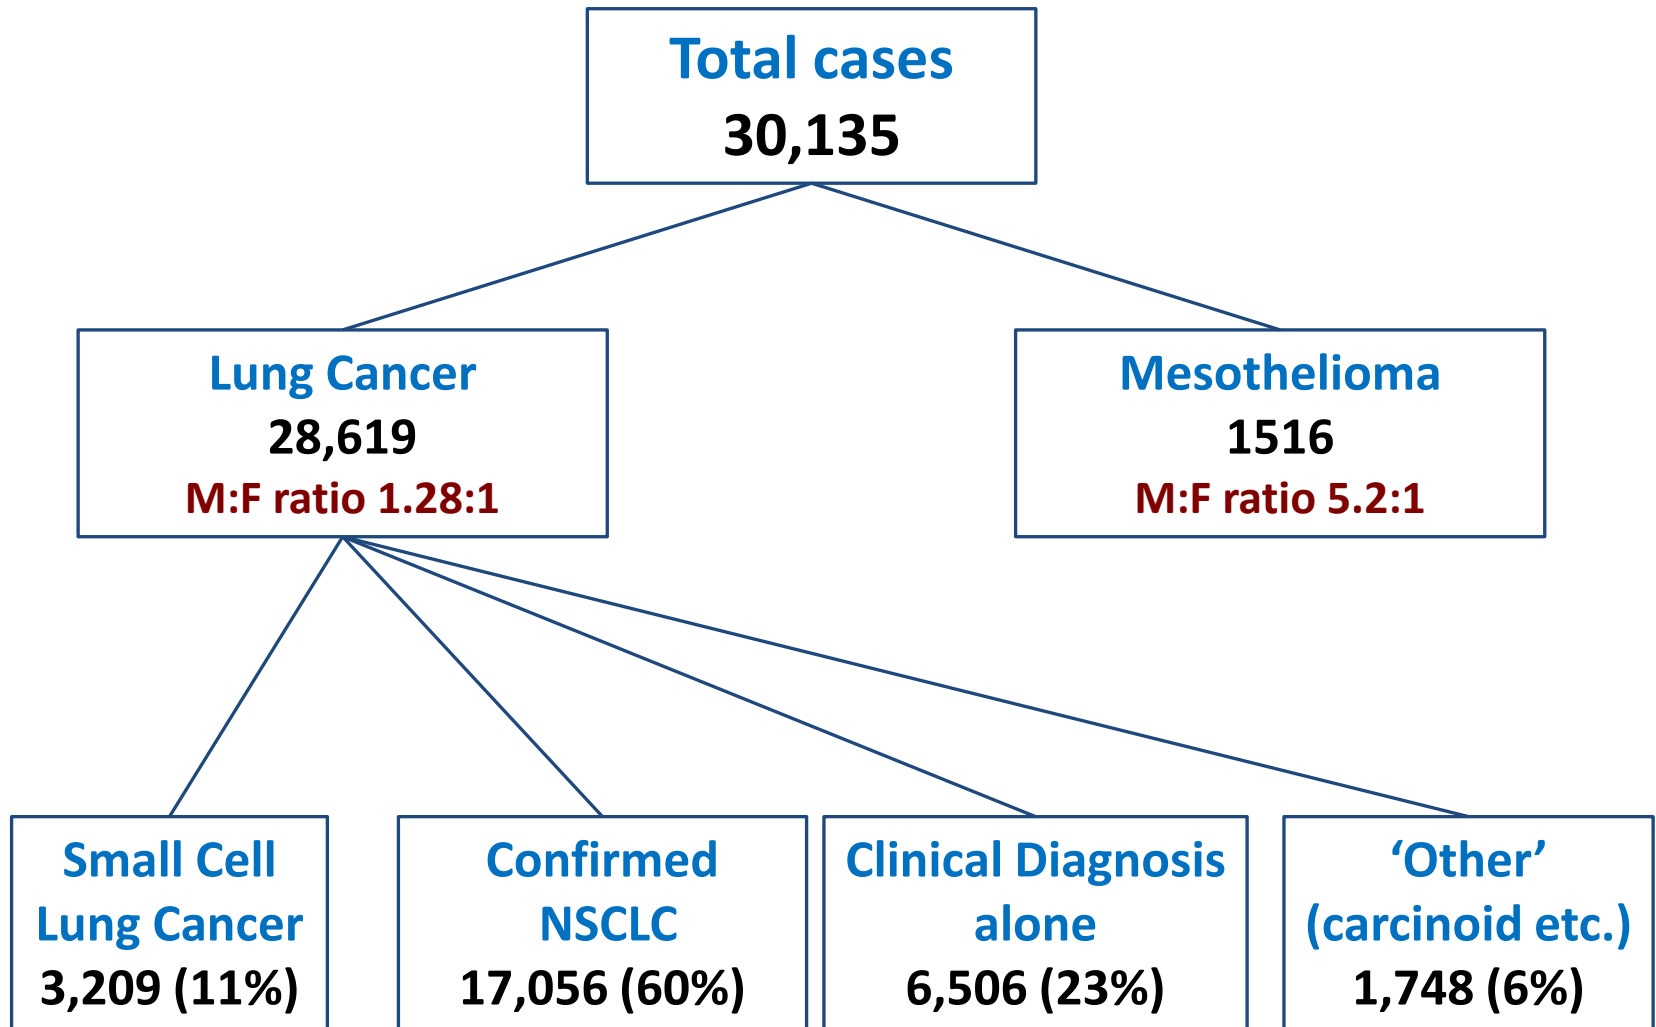 Total cases
30,135
Lung Cancer
28,619
M:F ratio 1.28:1
Mesothelioma
1516
M:F ratio 5.2:1
Small Cell
Lung Cancer
3,209 (11%)
Confirmed
NSCLC
17,056 (60%)
Clinical Diagnosis
alone
6,506 (23%)
‘Other’
(carcinoid etc.)
1,748 (6%)